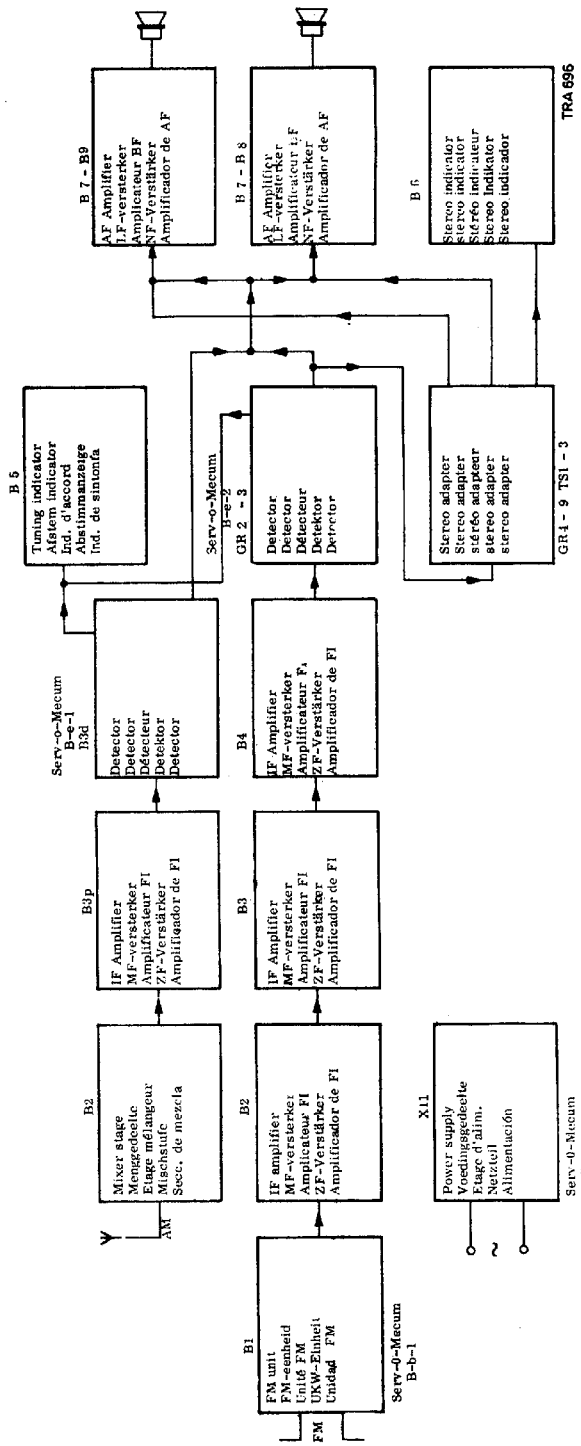 B 7 - B9
AF Amplifier
LF-versterker
Amplicateur BF
NF-Verstärker
Amplificador de AF
B 7 - B 8
AF Amplifier
LF-versterker
Amplificateur LF
NF-Verstärker
Amplificador de AF
B 6
Stereo indicator
stereo indicator
Stéréo indicateur
Stereo Indikator
Stereo indicador
TRA 696
B 5
Tuning indicator
Afstem indicator
Ind. d'accord
Abstimmanzeige
Ind. de sintonía
Serv-o-Mecum
B-e-2
GR 2 - 3
Detector
Detector
Détecteur
Detektor
Detector
Stereo adapter
Stereo adapter
stéréo adapteur
stereo adapter
stereo adapter
GR4 - 9 TS1 - 3
Serv-o-Mecum
B-e-1
B3d
Detector
Detector
Détecteur
Detektor
Detector
B4
IF Amplifier
MF-versterker
Amplificateur
ZF-Verstärker
Amplificador de FI
B3p
IF Amplifier
MF-versterker
Amplificateur FI
ZF-Verstärker
Amplificador de FI
B3
IF Amplifier
MF-versterker
Amplificateur FI
ZF-Verstärker
Amplificador de FI
B2
Mixer stage
Menggedeelte
Etage mélangeur
Mischstufe
Secc. de mezcla
AM
B2
IF amplifier
MF-versterker
Amplicateur FI
ZF-Verstärker
Amplificador de FI
X11
Power supply
Voedingsgedeelte
Etage d'alim.
Netzteil
Alimentación
~
Serv-o-Mecum
B1
FM unit
FM-eenheid
Unité FM
UKW-Einheit
Unidad FM
FM
Serv-o-Mecum
B-b-1